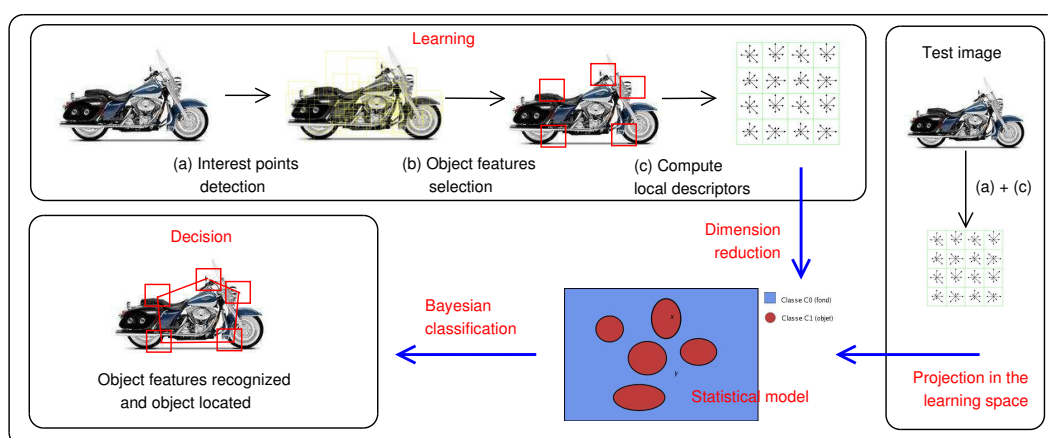 Learning
(a) Interest points
detection
(b) Object features
selection
(c) Compute
local descriptors
Test image
(a) + (c)
Dimension
reduction
Decision
Object features recognized
and object located
Bayesian
classification
Classe C0 (fond)
Classe C1 (objet)
x
y
Statistical model
Projection in the
learning space